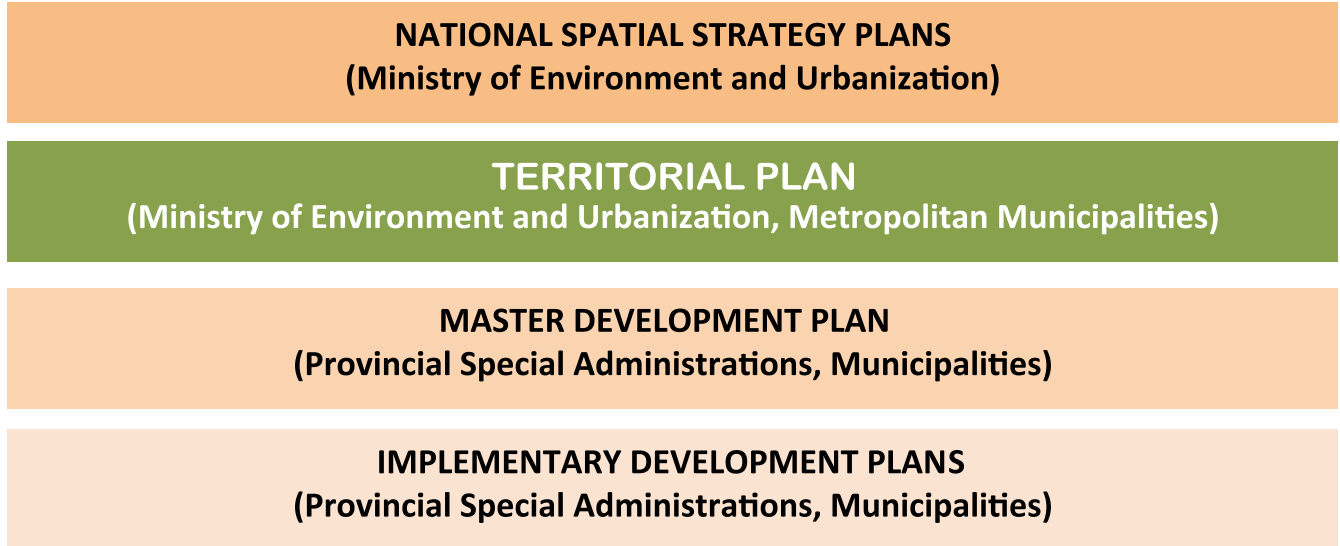 NATIONAL SPATIAL STRATEGY PLANS
(Ministry of Environment and Urbanization)
TERRITORIAL PLAN
(Ministry of Environment and Urbanization, Metropolitan Municipalities)
MASTER DEVELOPMENT PLAN
(Provincial Special Administrations, Municipalities)
IMPLEMENTARY DEVELOPMENT PLANS
(Provincial Special Administrations, Municipalities)